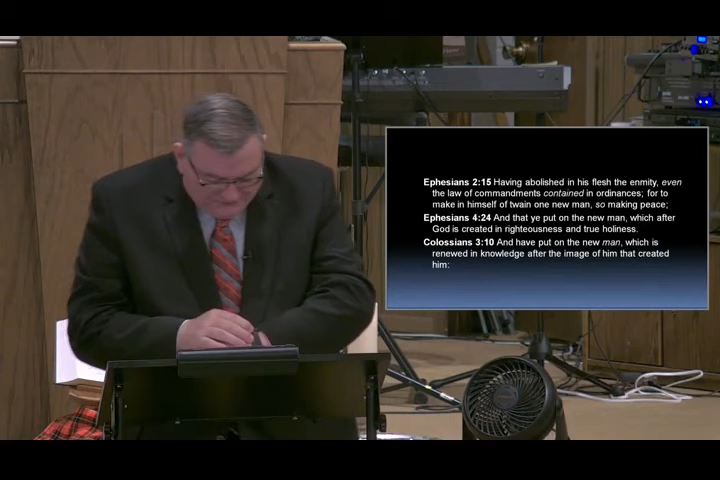 Ephesians 2:15 Having abolished in his flesh the enmity, even
the law of commandments contained in ordinances; for to
make in himself of twain one new man, so making peace;
Ephesians 4:24 And that ye put on the new man, which after
God is created in righteousness and true holiness.
Colossians 3:10 And have put on the new man, which is
renewed in knowledge after the image of him that created
him: